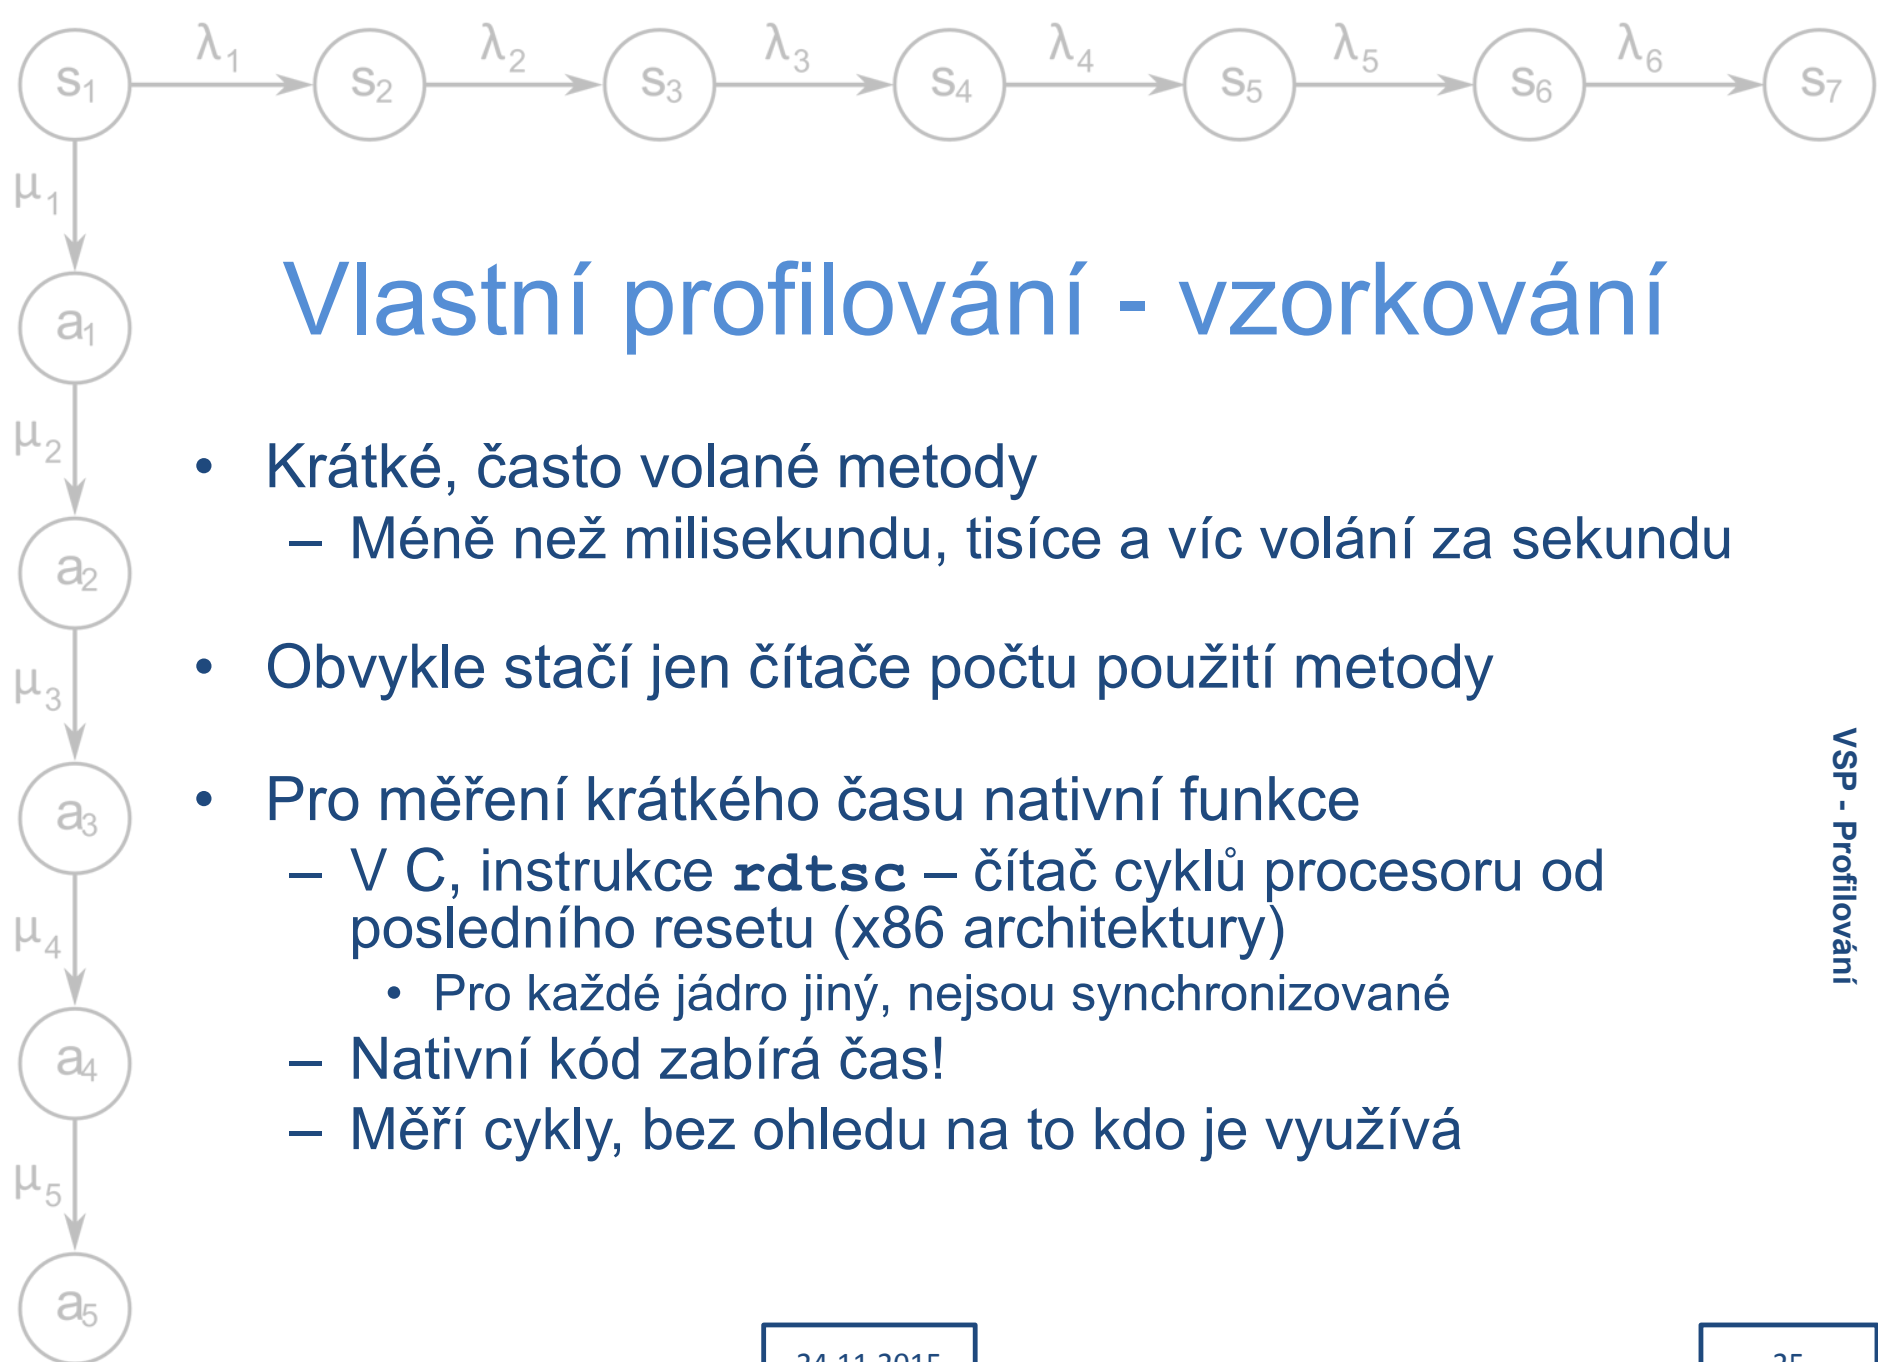 s1 λ1 s2 λ2 s3 λ3 s4 λ4 s5 λ5 s6 λ6 s7
μ1
a1
μ2
a2
μ3
a3
μ4
a4
μ5
a5
Vlastní profilování - vzorkování
• Krátké, často volané metody
– Méně než milisekundu, tisíce a víc volání za sekundu
• Obvykle stačí jen čítače počtu použití metody
• Pro měření krátkého času nativní funkce
– V C, instrukce rdtsc – čítač cyklů procesoru od
posledního resetu (x86 architektury)
• Pro každé jádro jiný, nejsou synchronizované
– Nativní kód zabírá čas!
– Měří cykly, bez ohledu na to kdo je využívá
VSP - Profilování
24.11.2015
35